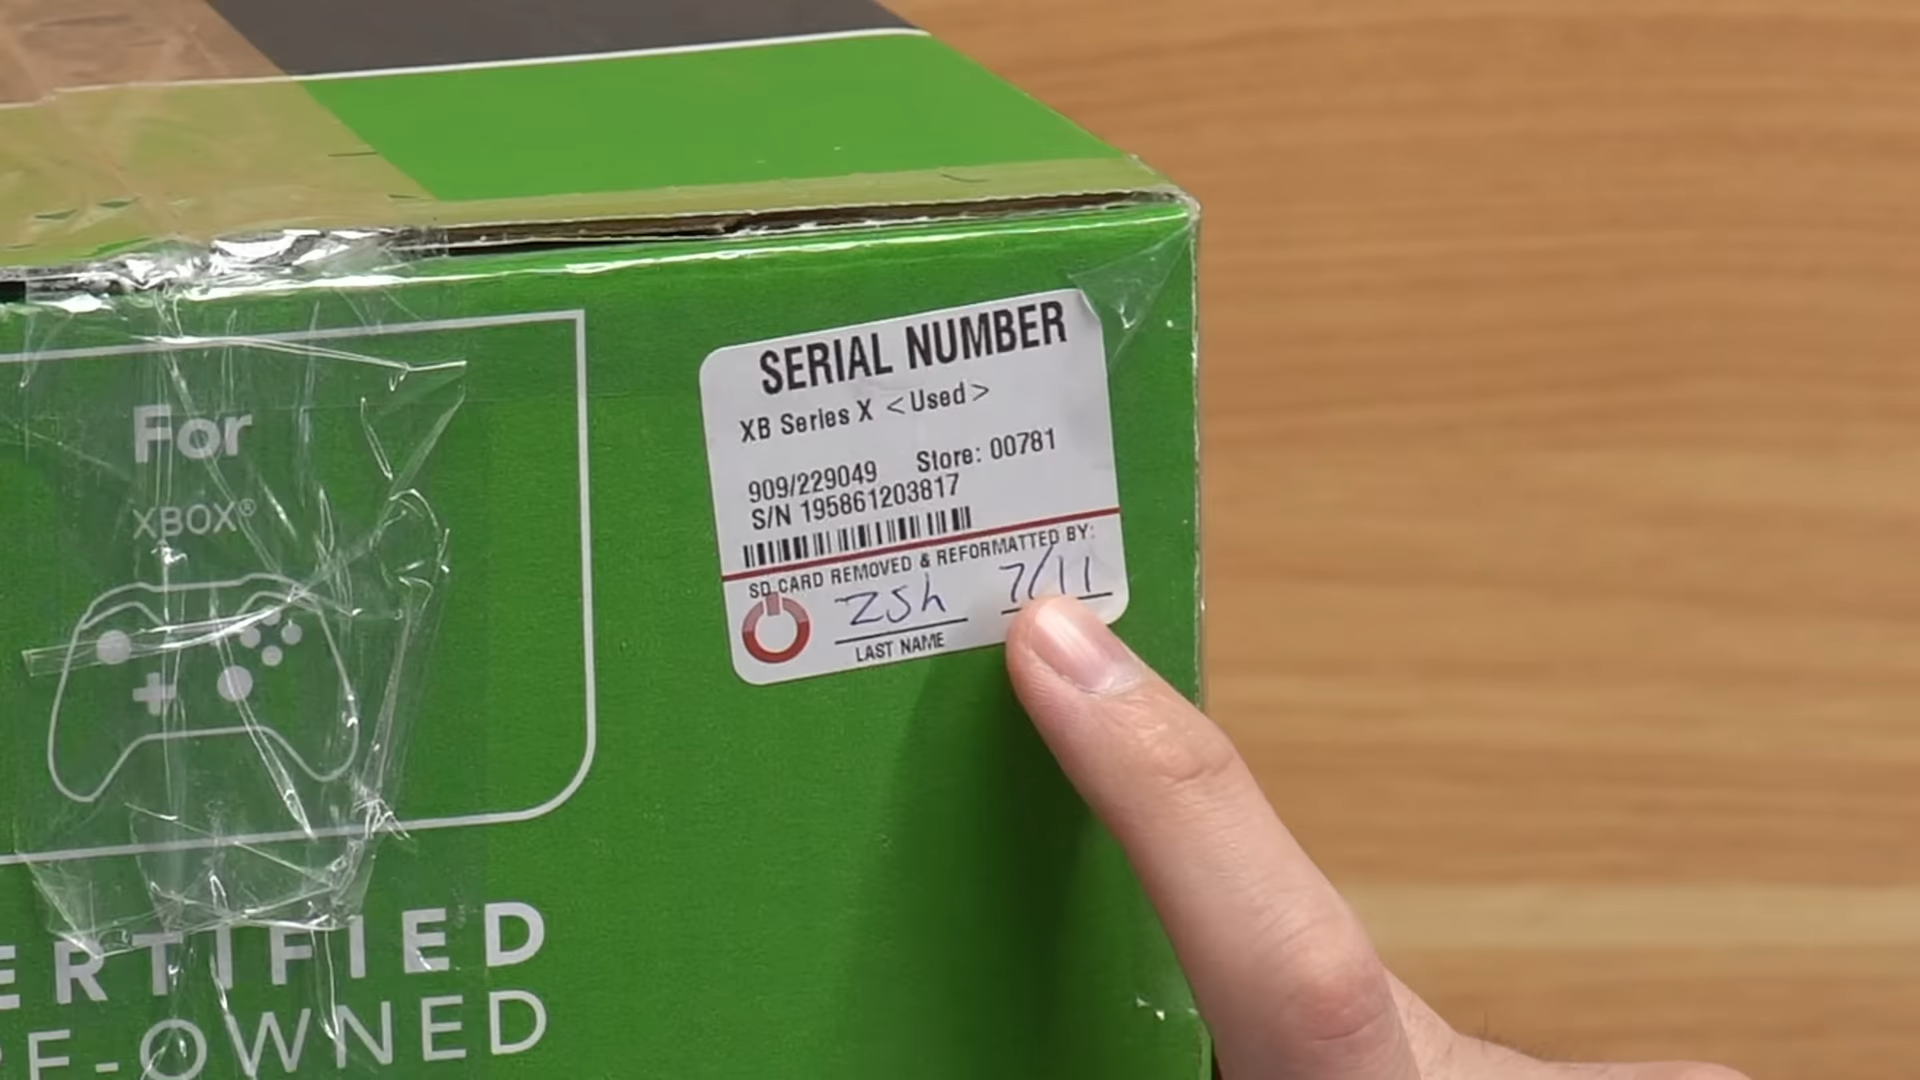 For
XBOX®
ERTIFIED
RE-OWNED
SERIAL NUMBER
XB Series X <Used>
909/229049 Store: 00781
S/N 195861203817
SD CARD REMOVED & REFORMATTED BY:
ZSh 7/11
LAST NAME